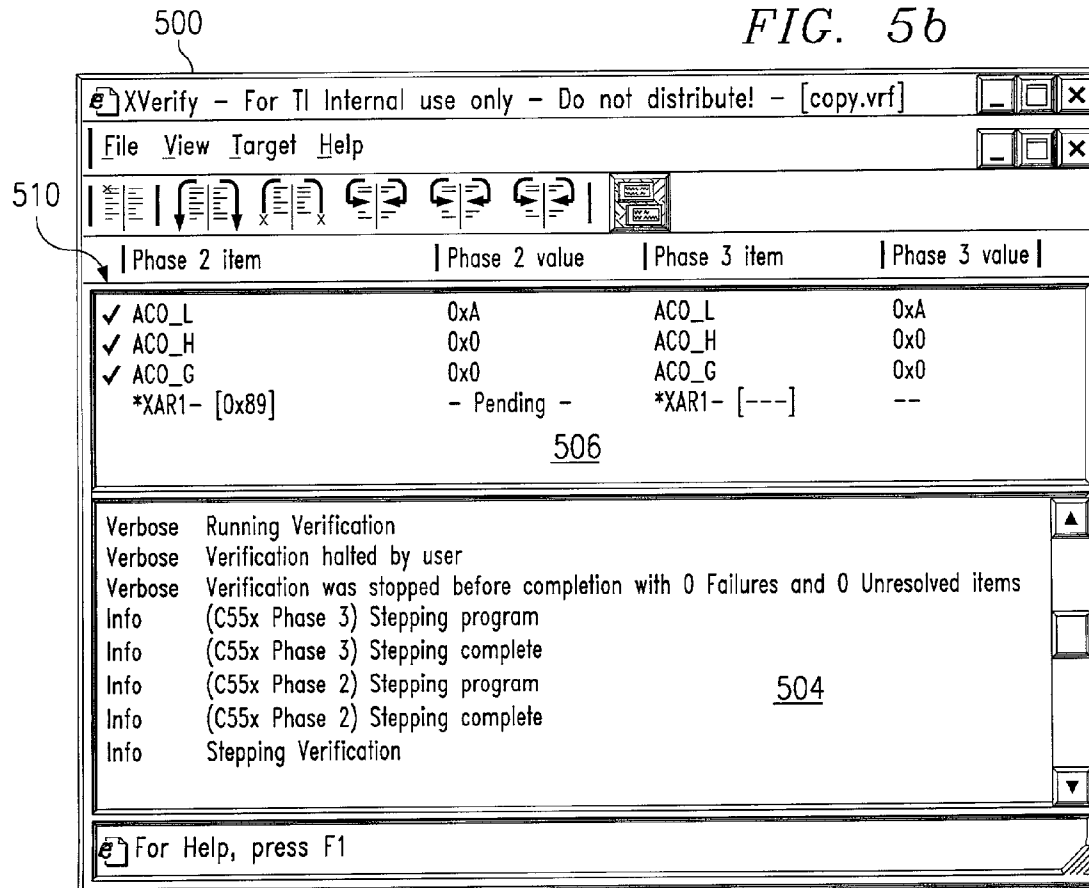 FIG. 5b
500
XVerify – For TI Internal use only – Do not distribute! – [copy.vrf]
File View Target Help
510
Phase 2 item Phase 2 value Phase 3 item Phase 3 value
✓ ACO_L 0xA ACO_L 0xA
✓ ACO_H 0x0 ACO_H 0x0
✓ ACO_G 0x0 ACO_G 0x0
*XAR1– [0x89] – Pending – *XAR1– [---] --
506
Verbose Running Verification
Verbose Verification halted by user
Verbose Verification was stopped before completion with 0 Failures and 0 Unresolved items
Info (C55x Phase 3) Stepping program
Info (C55x Phase 3) Stepping complete
Info (C55x Phase 2) Stepping program
Info (C55x Phase 2) Stepping complete
Info Stepping Verification
504
For Help, press F1